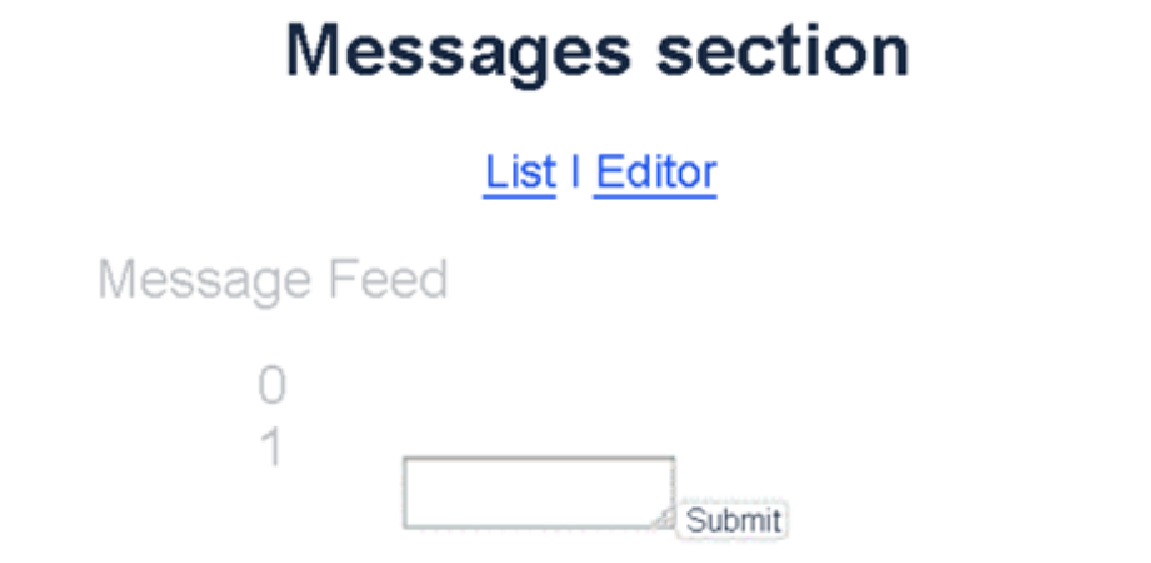 Messages section
List | Editor
Message Feed
0
1
Submit